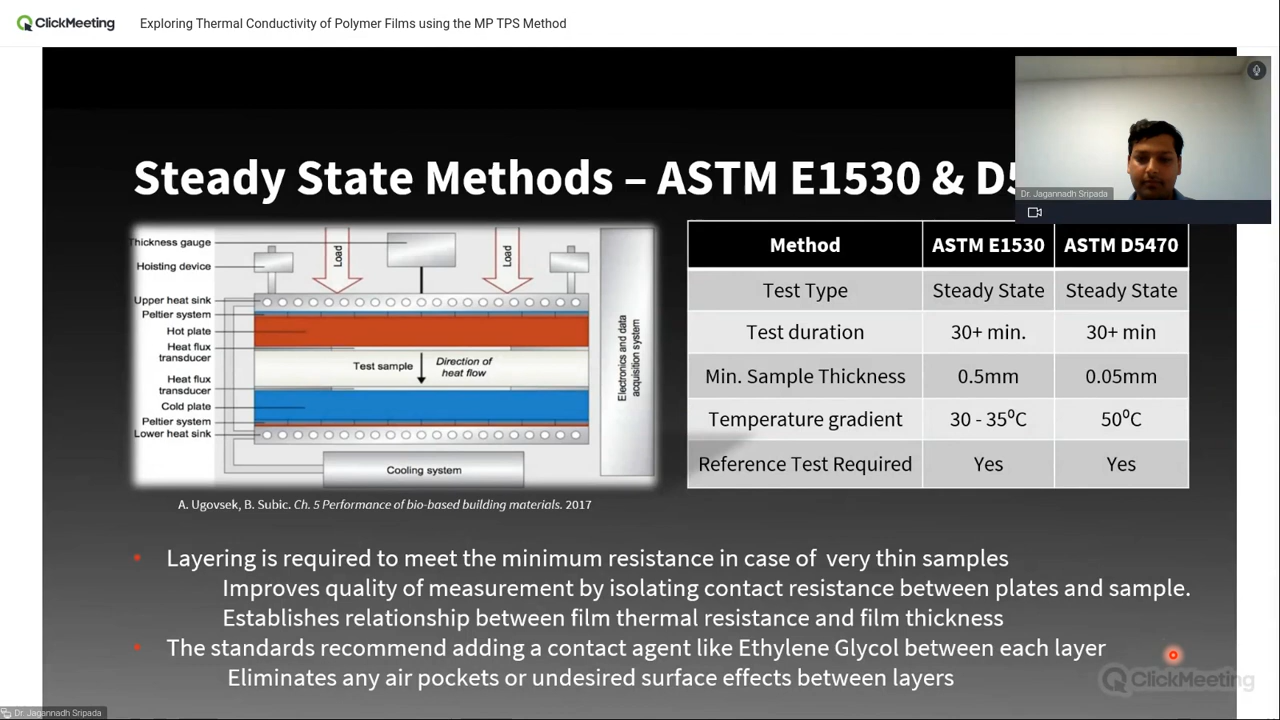 ClickMeeting
Exploring Thermal Conductivity of Polymer Films using the MP TPS Method
Dr. Jagannadh Sripada
Steady State Methods – ASTM E1530 &
Thickness gauge
Hoisting device
Upper heat sink
Peltier system
Hot plate
Heat flux
transducer
Heat flux
transducer
Cold plate
Peltier system
Lower heat sink
Load
Load
Test sample
Direction of
heat flow
Cooling system
Electronics and data
acquisition system
A. Ugovsek, B. Subic. Ch. 5 Performance of bio-based building materials. 2017
Method ASTM E1530 ASTM D5470
Test Type Steady State Steady State
Test duration 30+ min. 30+ min
Min. Sample Thickness 0.5mm 0.05mm
Temperature gradient 30 - 35⁰C 50⁰C
Reference Test Required Yes Yes
Layering is required to meet the minimum resistance in case of very thin samples
Improves quality of measurement by isolating contact resistance between plates and sample.
Establishes relationship between film thermal resistance and film thickness
The standards recommend adding a contact agent like Ethylene Glycol between each layer
Eliminates any air pockets or undesired surface effects between layers
ClickMeeting
Dr. Jagannadh Sripada